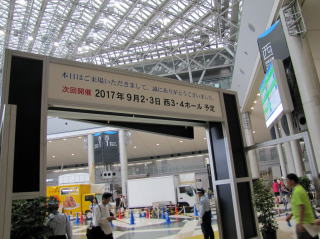 本日はご来場いただきまして、誠にありがとうございました。
次回開催 2017年9月2・3日 西3・4ホール 予定
西